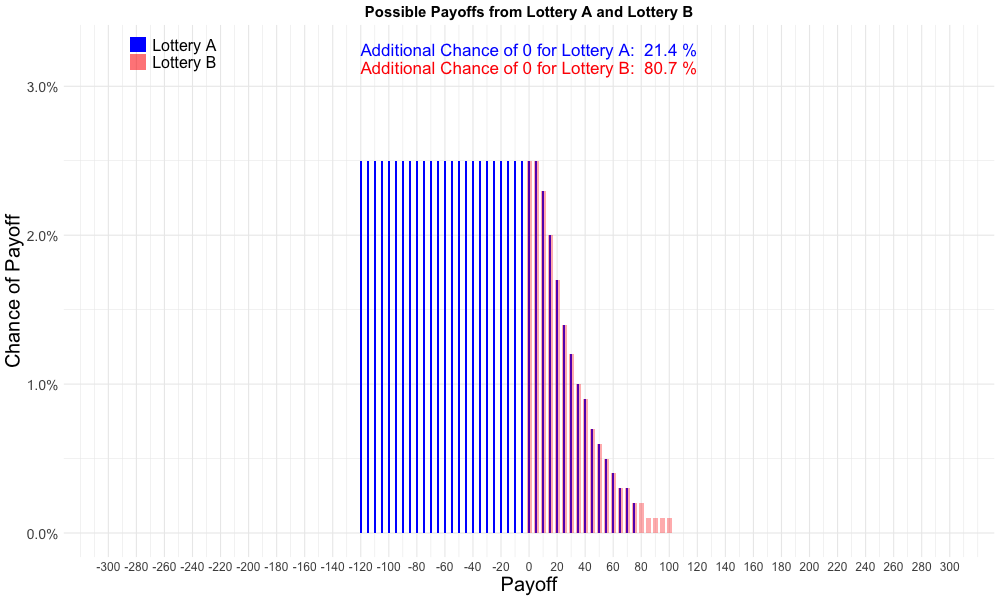 Possible Payoffs from Lottery A and Lottery B
Lottery A
Lottery B
Additional Chance of 0 for Lottery A: 21.4 %
Additional Chance of 0 for Lottery B: 80.7 %
Chance of Payoff
3.0%
2.0%
1.0%
0.0%
-300 -280 -260 -240 -220 -200 -180 -160 -140 -120 -100 -80 -60 -40 -20 0 20 40 60 80 100 120 140 160 180 200 220 240 260 280 300
Payoff